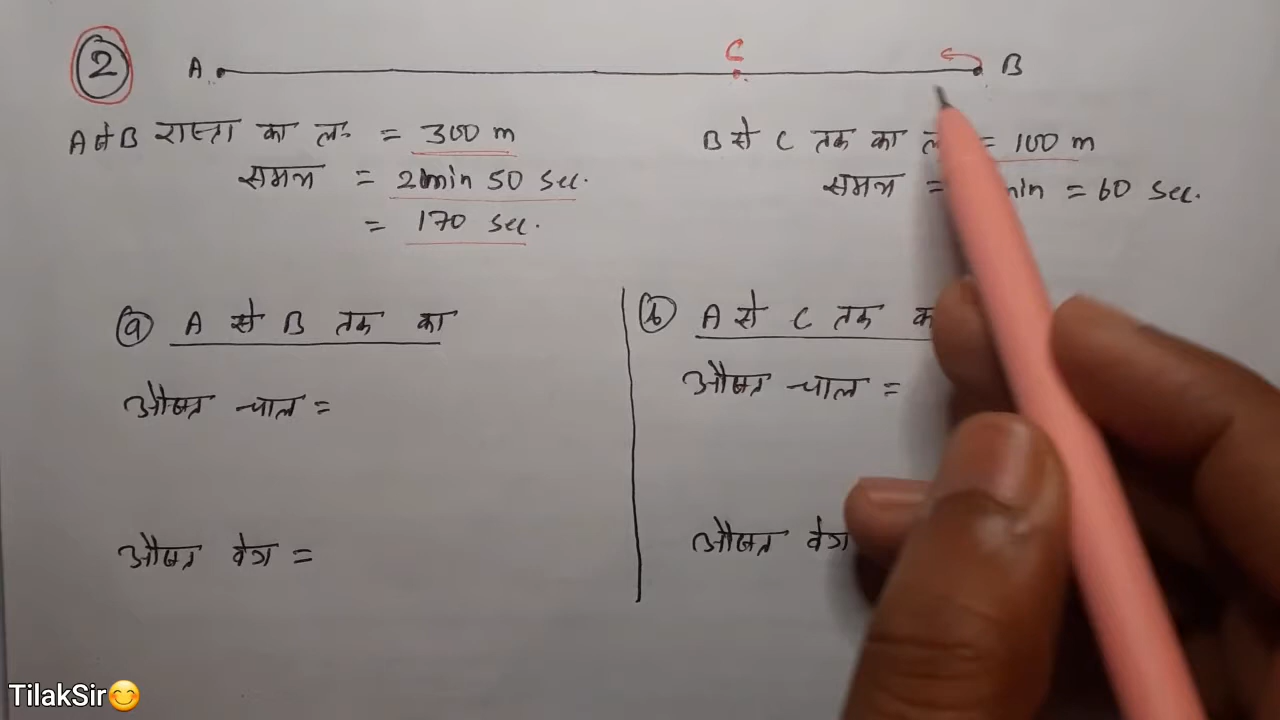 2 A C B
A से B रास्ता का ल॰ = 300 m
समय = 2min 50 sec.
= 170 sec.
B से C तक का = 100 m
समय = min = 60 sec.
(a) A से B तक का
औसत चाल =
औसत वेग =
(b) A से C तक का
औसत चाल =
औसत वेग
TilakSir😊